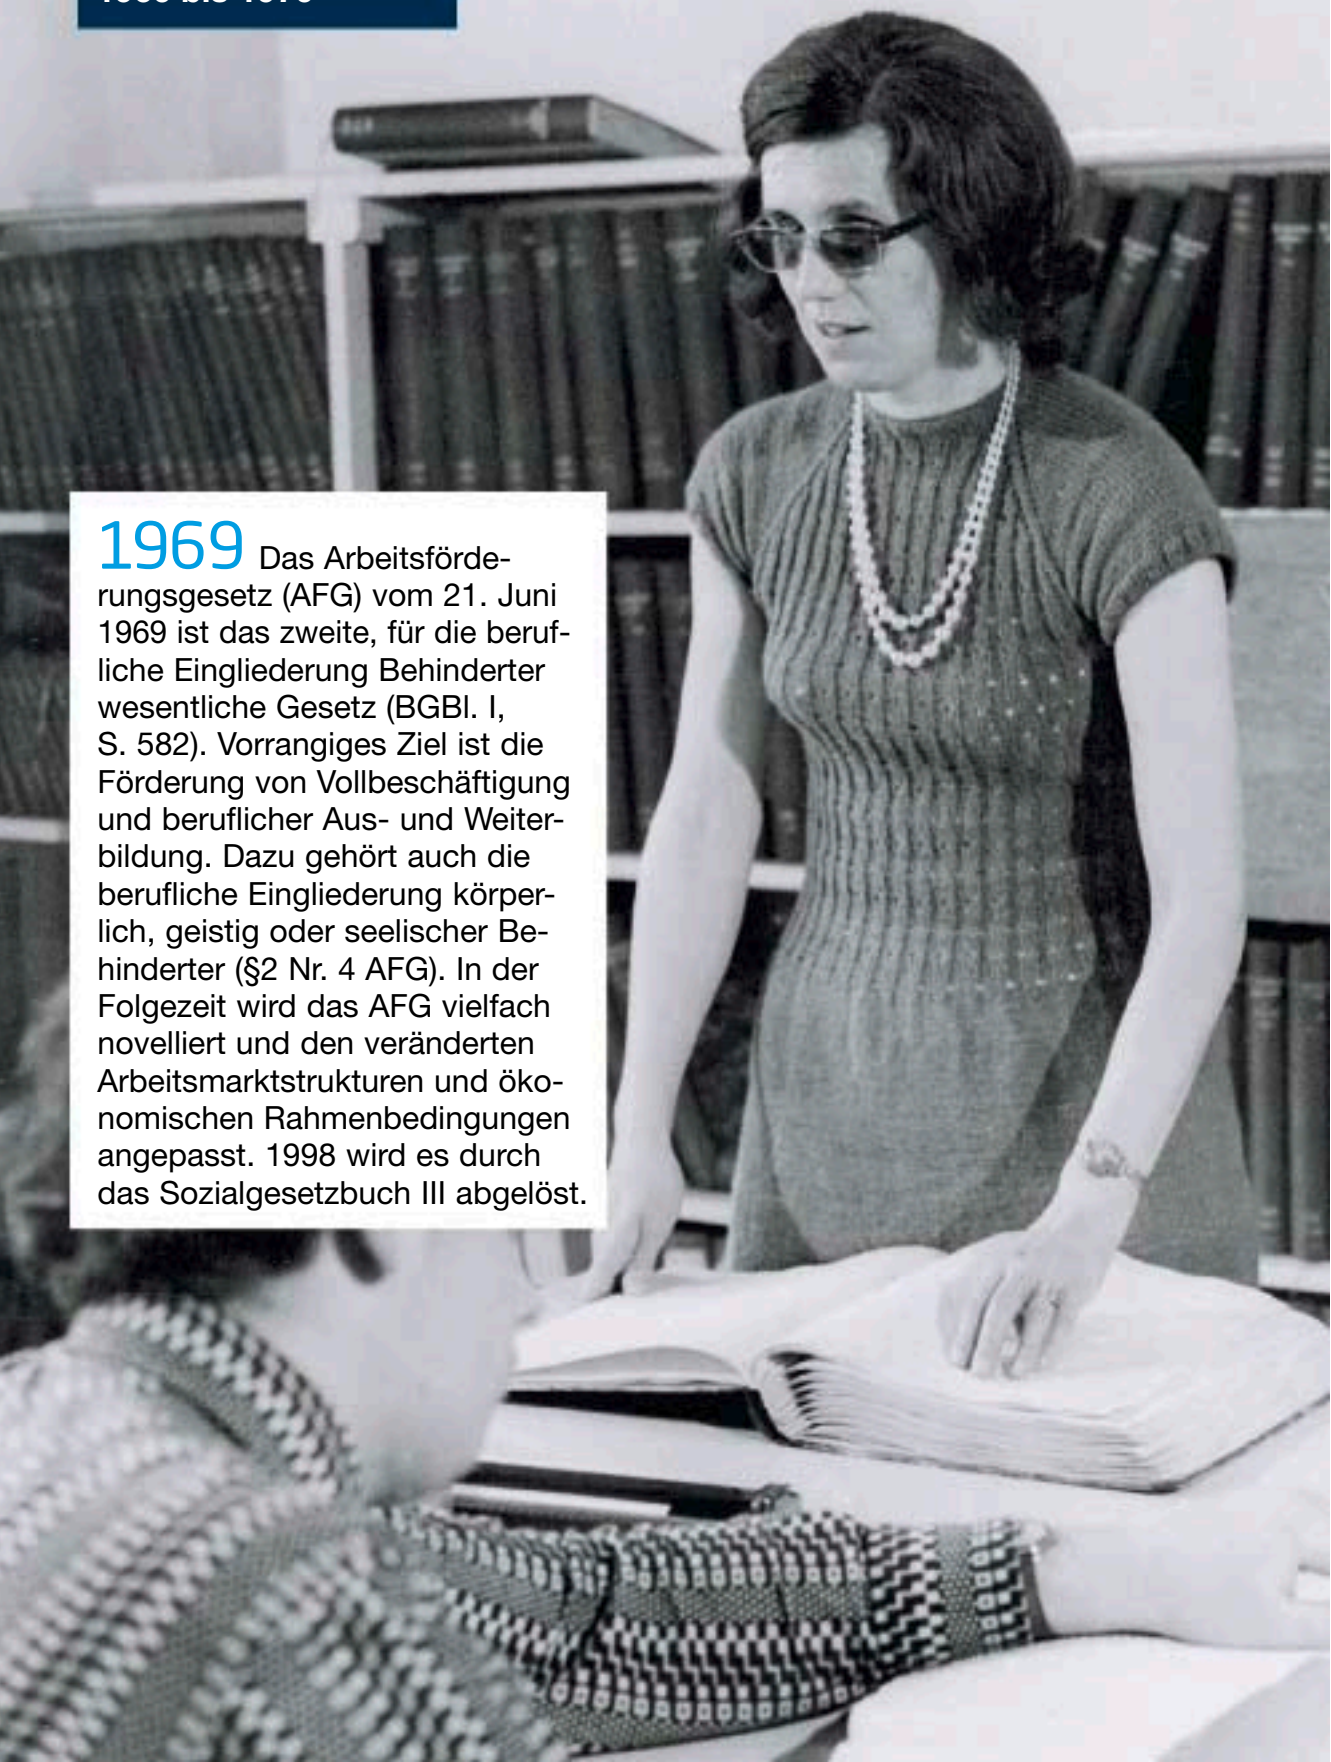 1969 Das Arbeitsförde-
rungsgesetz (AFG) vom 21. Juni
1969 ist das zweite, für die beruf-
liche Eingliederung Behinderter
wesentliche Gesetz (BGBl. I,
S. 582). Vorrangiges Ziel ist die
Förderung von Vollbeschäftigung
und beruflicher Aus- und Weiter-
bildung. Dazu gehört auch die
berufliche Eingliederung körper-
lich, geistig oder seelischer Be-
hinderter (§2 Nr. 4 AFG). In der
Folgezeit wird das AFG vielfach
novelliert und den veränderten
Arbeitsmarktstrukturen und öko-
nomischen Rahmenbedingungen
angepasst. 1998 wird es durch
das Sozialgesetzbuch III abgelöst.